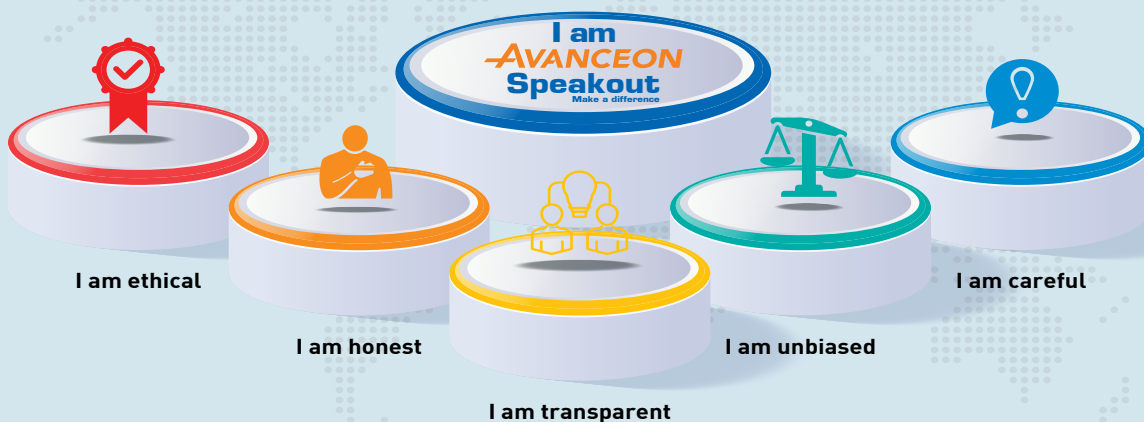 I am
AVANCEON
Speakout
Make a difference
I am ethical
I am honest
I am transparent
I am unbiased
I am careful